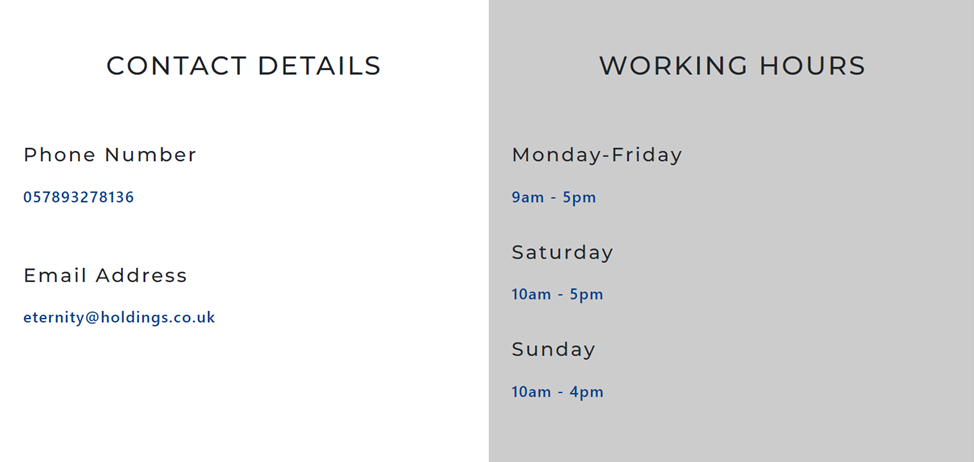 CONTACT DETAILS
Phone Number
057893278136
Email Address
eternity@holdings.co.uk
WORKING HOURS
Monday-Friday
9am - 5pm
Saturday
10am - 5pm
Sunday
10am - 4pm